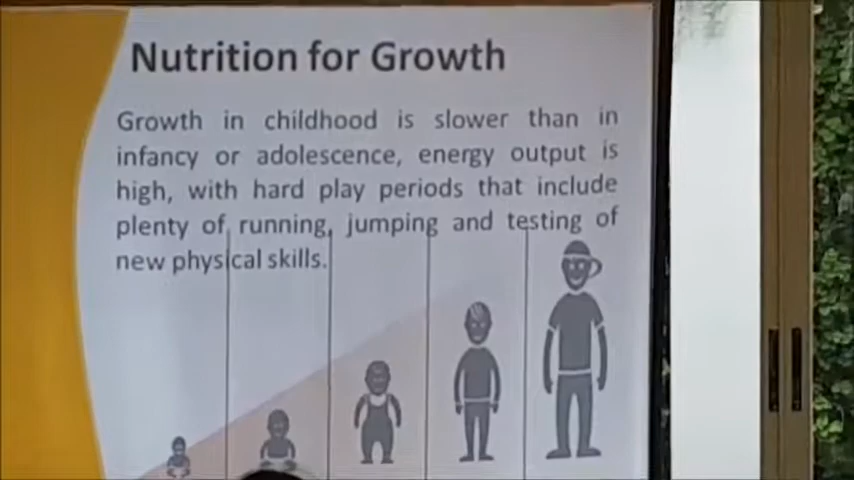 Nutrition for Growth
Growth in childhood is slower than in
infancy or adolescence, energy output is
high, with hard play periods that include
plenty of running, jumping and testing of
new physical skills.